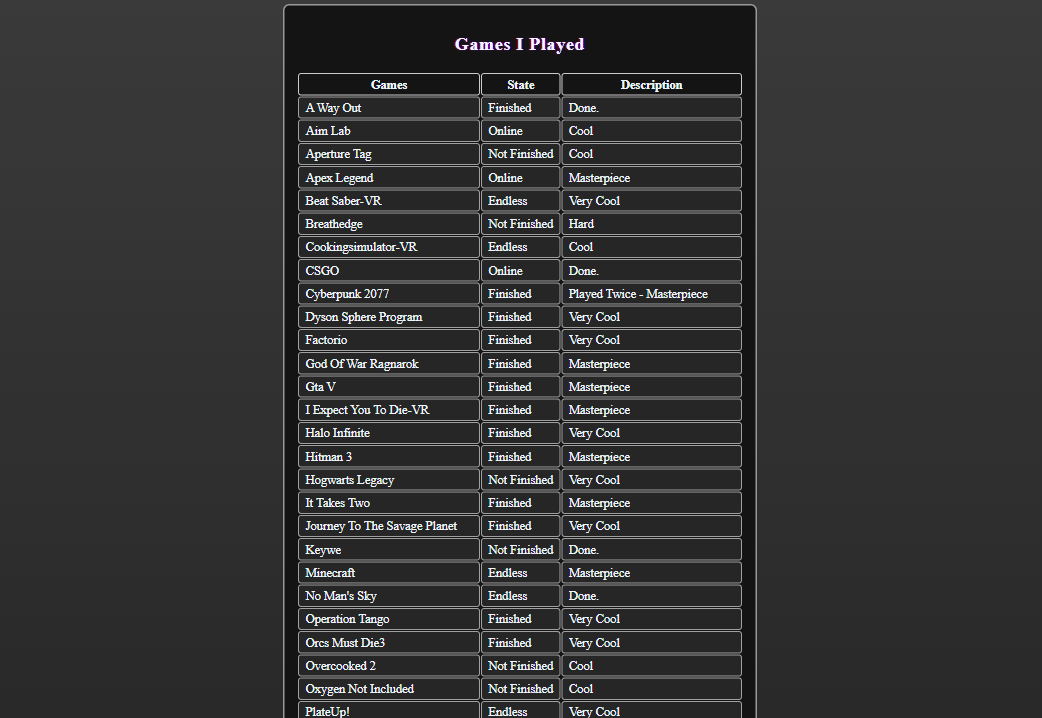 Games I Played
Games State Description
A Way Out Finished Done.
Aim Lab Online Cool
Aperture Tag Not Finished Cool
Apex Legend Online Masterpiece
Beat Saber-VR Endless Very Cool
Breathedge Not Finished Hard
Cookingsimulator-VR Endless Cool
CSGO Online Done.
Cyberpunk 2077 Finished Played Twice - Masterpiece
Dyson Sphere Program Finished Very Cool
Factorio Finished Very Cool
God Of War Ragnarok Finished Masterpiece
Gta V Finished Masterpiece
I Expect You To Die-VR Finished Masterpiece
Halo Infinite Finished Very Cool
Hitman 3 Finished Masterpiece
Hogwarts Legacy Not Finished Very Cool
It Takes Two Finished Masterpiece
Journey To The Savage Planet Finished Very Cool
Keywe Not Finished Done.
Minecraft Endless Masterpiece
No Man's Sky Endless Done.
Operation Tango Finished Very Cool
Orcs Must Die3 Finished Very Cool
Overcooked 2 Not Finished Cool
Oxygen Not Included Not Finished Cool
PlateUp! Endless Very Cool